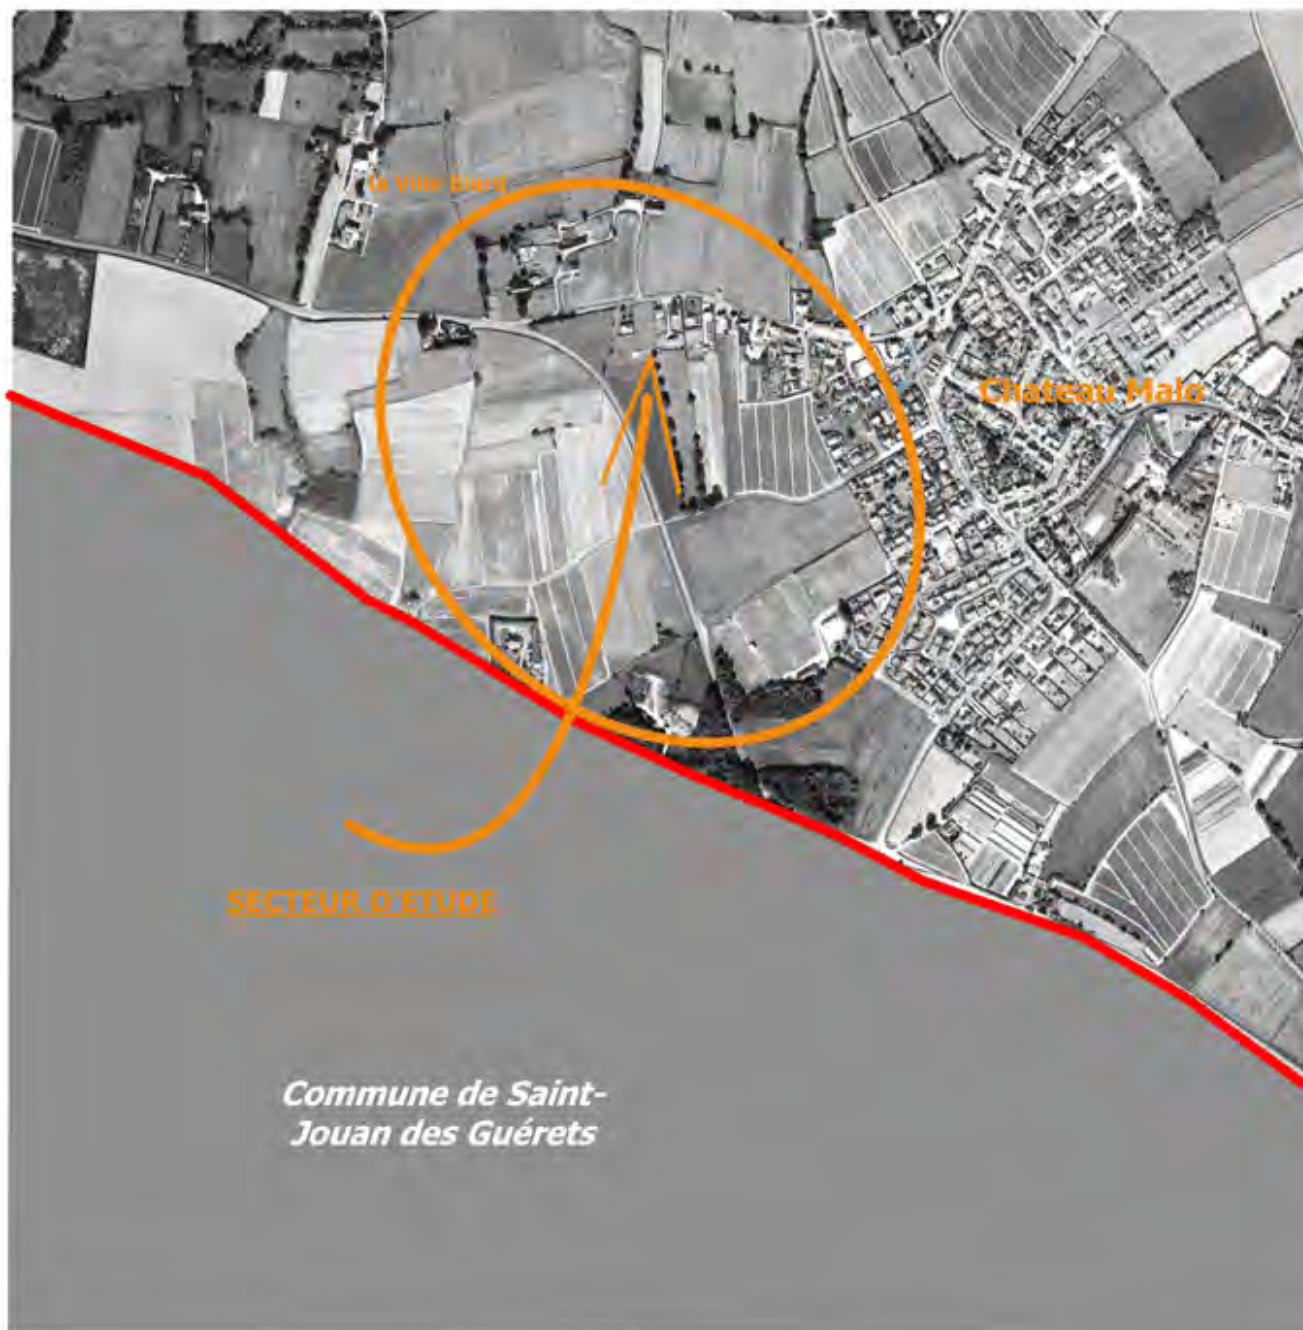 la Ville Biard
Chateau Malo
SECTEUR D'ETUDE
Commune de Saint-
Jouan des Guérets